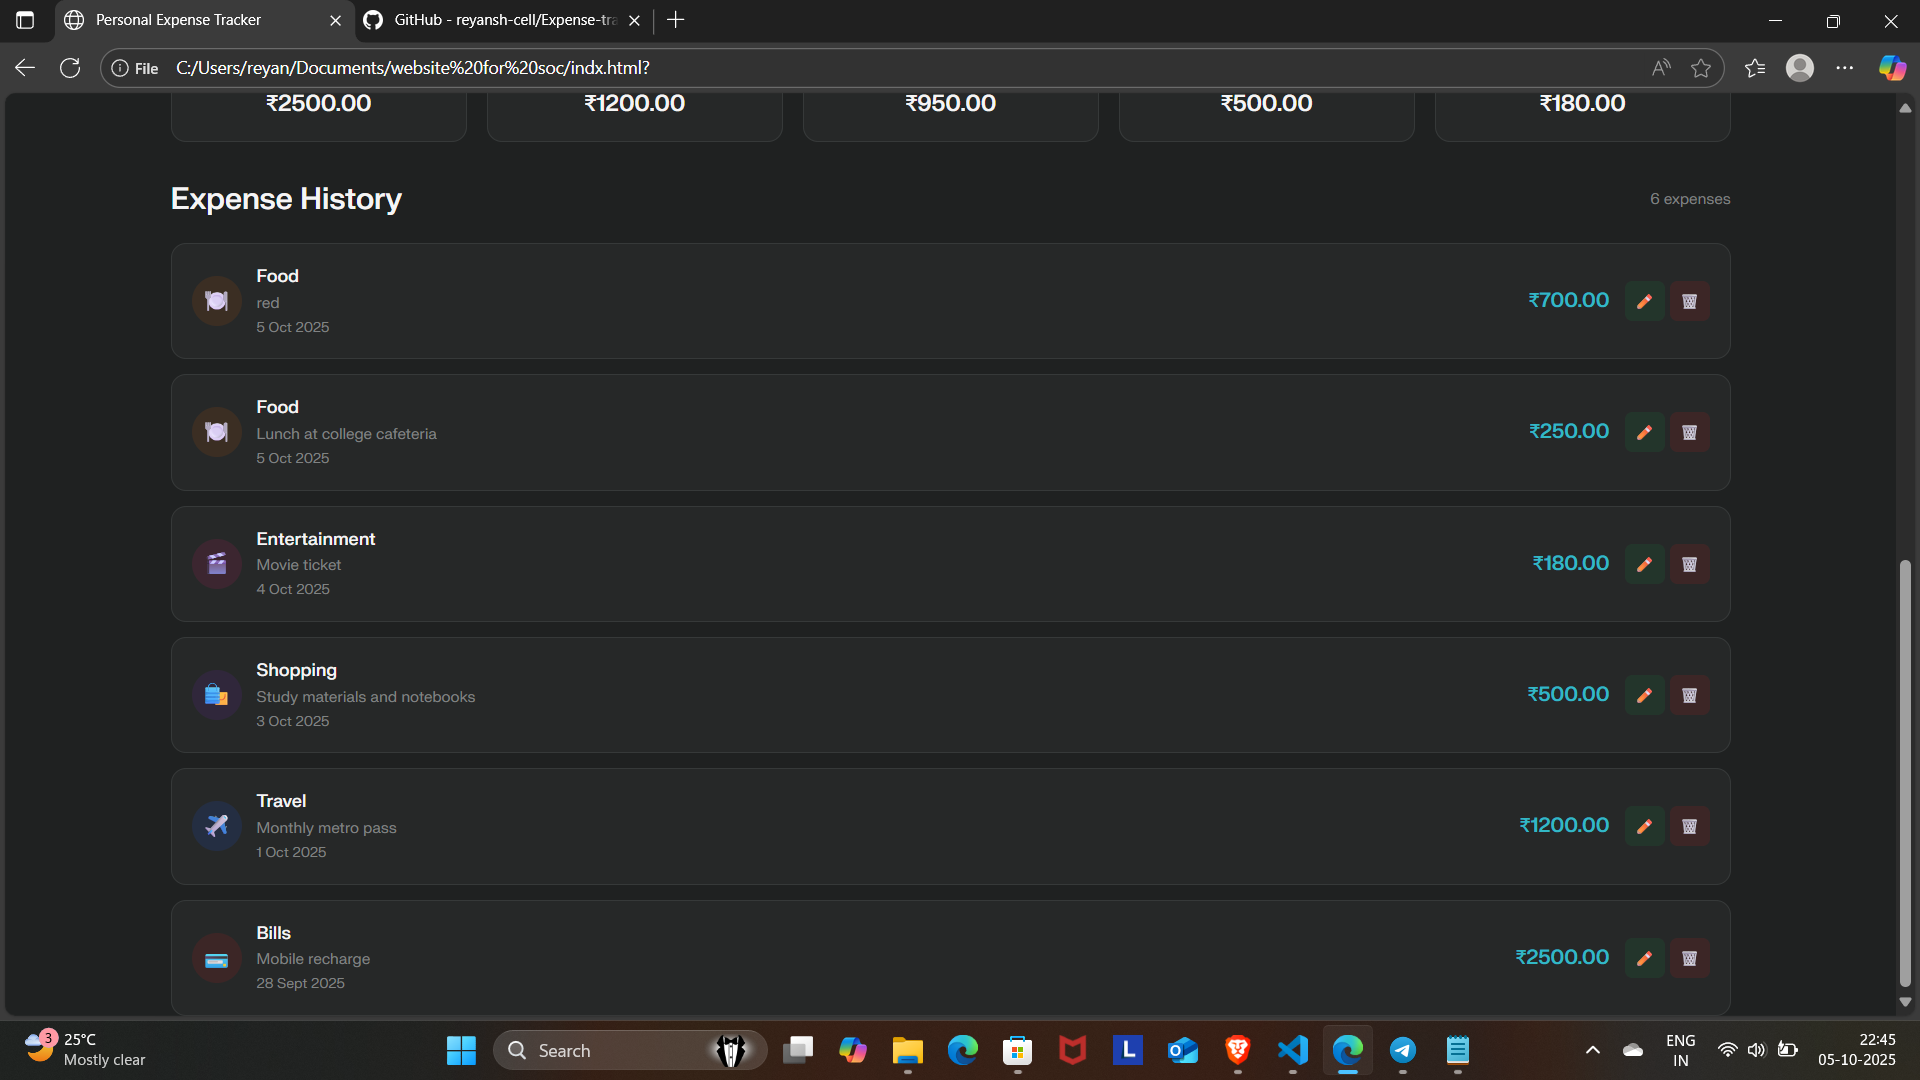 Personal Expense Tracker
GitHub - reyansh-cell/Expense-tra
File
C:/Users/reyan/Documents/website%20for%20soc/indx.html?
₹2500.00
₹1200.00
₹950.00
₹500.00
₹180.00
Expense History
6 expenses
Food
red
5 Oct 2025
₹700.00
Food
Lunch at college cafeteria
5 Oct 2025
₹250.00
Entertainment
Movie ticket
4 Oct 2025
₹180.00
Shopping
Study materials and notebooks
3 Oct 2025
₹500.00
Travel
Monthly metro pass
1 Oct 2025
₹1200.00
Bills
Mobile recharge
28 Sept 2025
₹2500.00
3
25°C
Mostly clear
Search
L
ENG
IN
22:45
05-10-2025